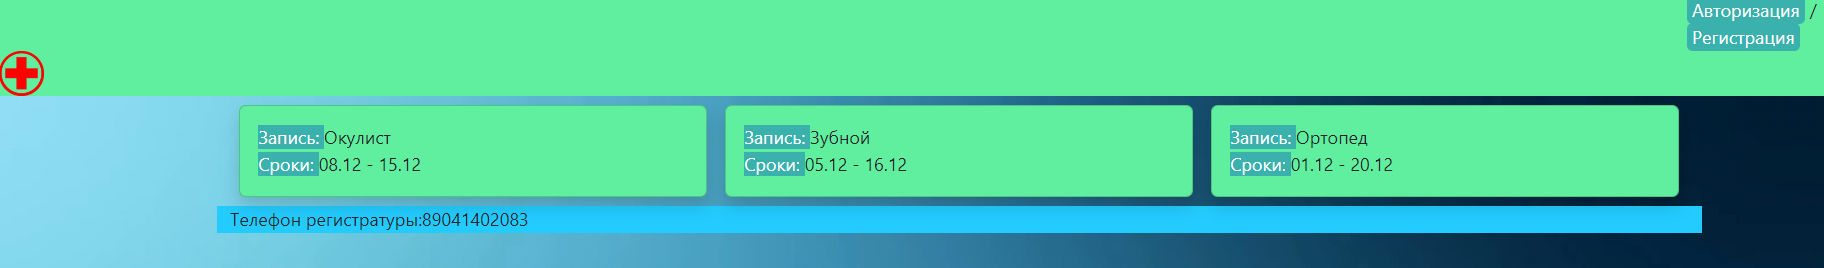 Авторизация /
Регистрация
Запись: Окулист
Сроки: 08.12 - 15.12
Запись: Зубной
Сроки: 05.12 - 16.12
Запись: Ортопед
Сроки: 01.12 - 20.12
Телефон регистратуры:89041402083